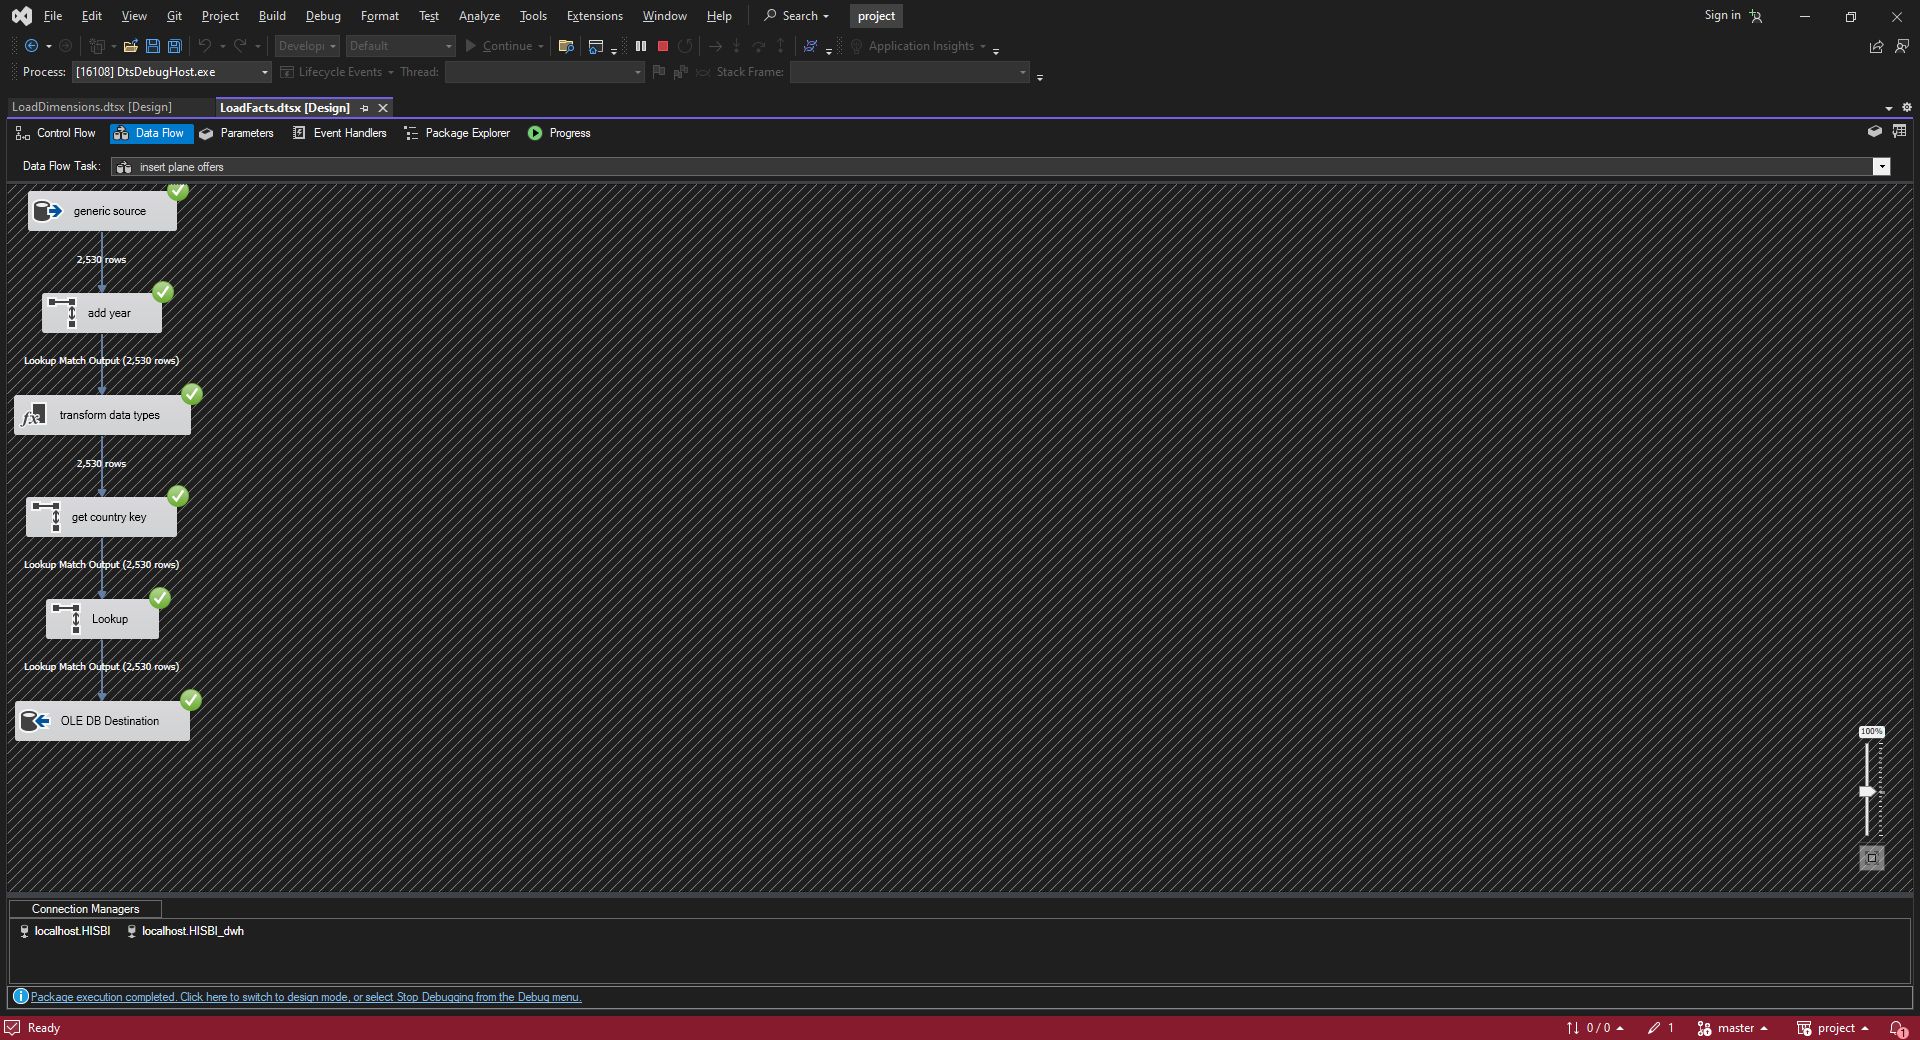 File Edit View Git Project Build Debug Format Test Analyze Tools Extensions Window Help Search project Sign in
Develop Default Continue Application Insights
Process: [16108] DtsDebugHost.exe Lifecycle Events Thread: Stack Frame:
LoadDimensions.dtsx [Design] LoadFacts.dtsx [Design]
Control Flow Data Flow Parameters Event Handlers Package Explorer Progress
Data Flow Task: insert plane offers
generic source
2,530 rows
add year
Lookup Match Output (2,530 rows)
transform data types
2,530 rows
get country key
Lookup Match Output (2,530 rows)
Lookup
Lookup Match Output (2,530 rows)
OLE DB Destination
100%
Connection Managers
localhost.HISBI localhost.HISBI_dwh
Package execution completed. Click here to switch to design mode, or select Stop Debugging from the Debug menu.
Ready 0 / 0 1 master project 1